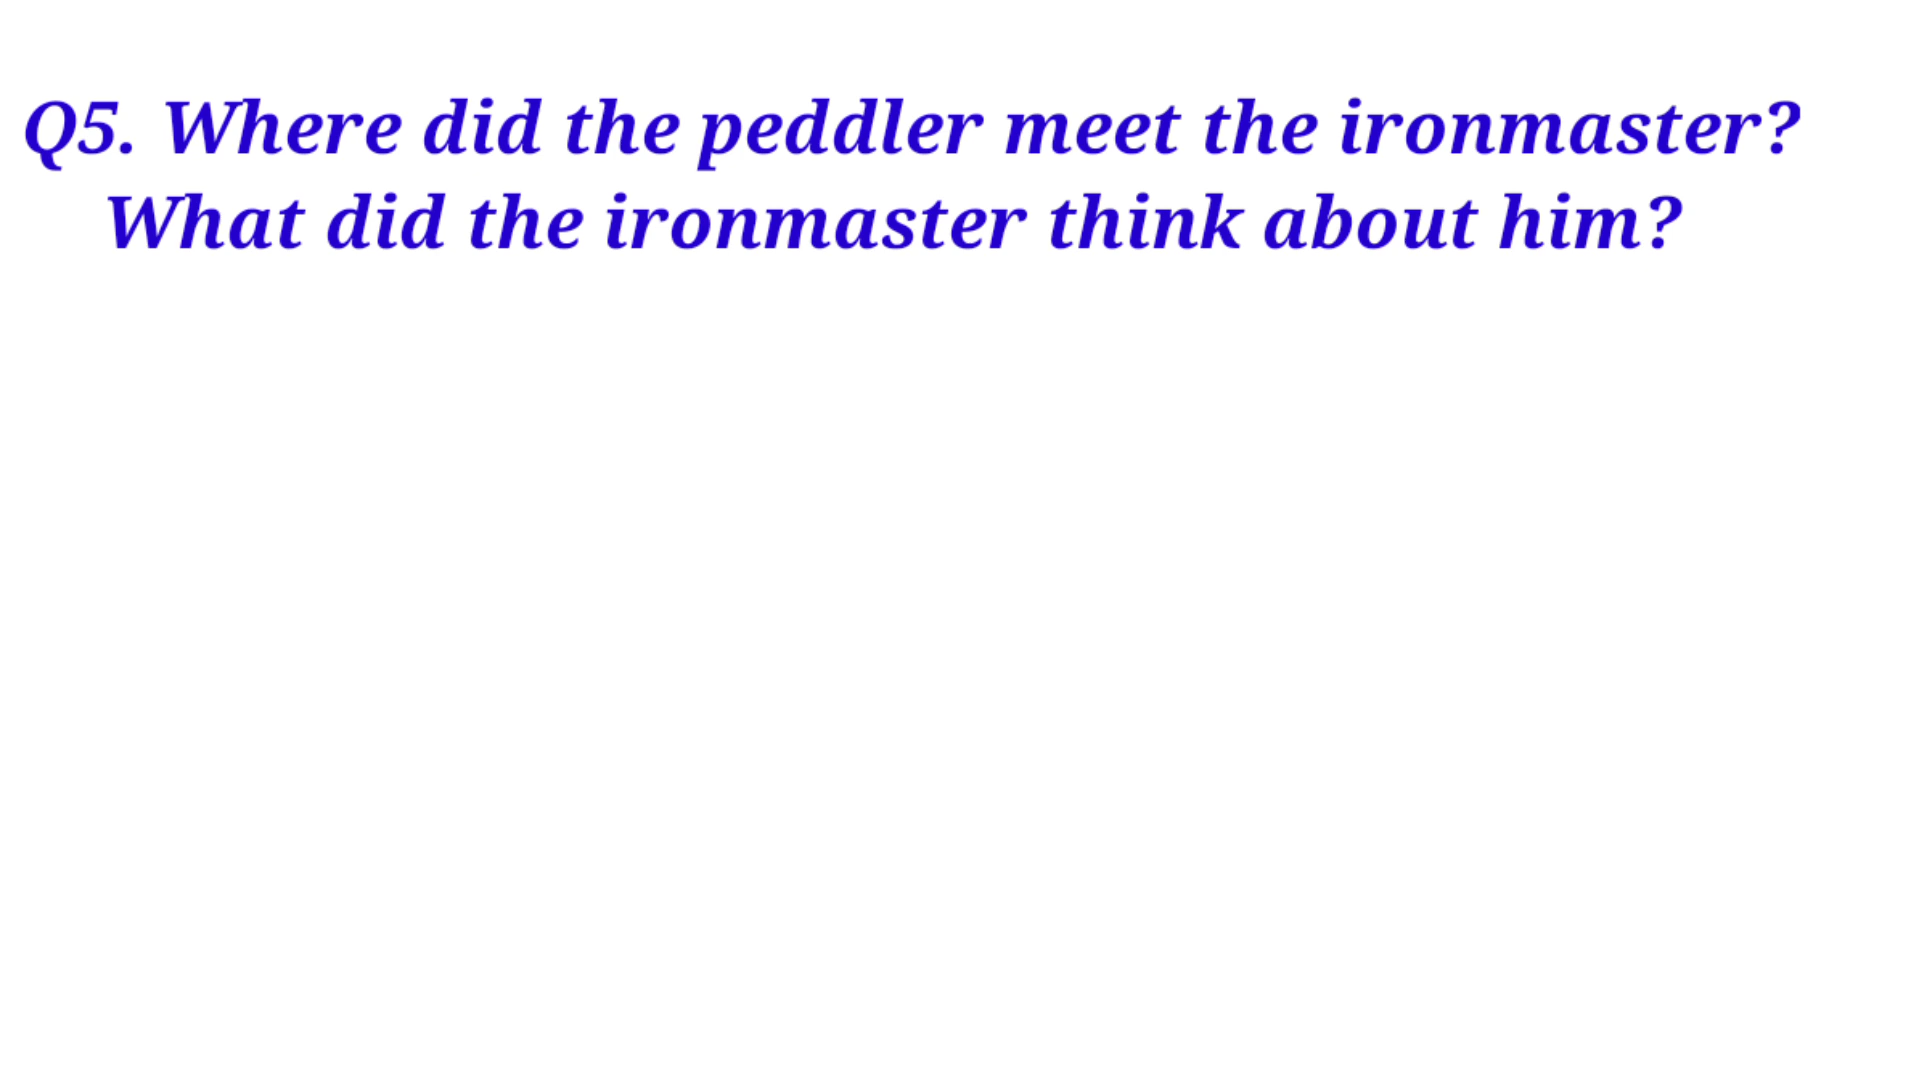 Q5. Where did the peddler meet the ironmaster?
What did the ironmaster think about him?